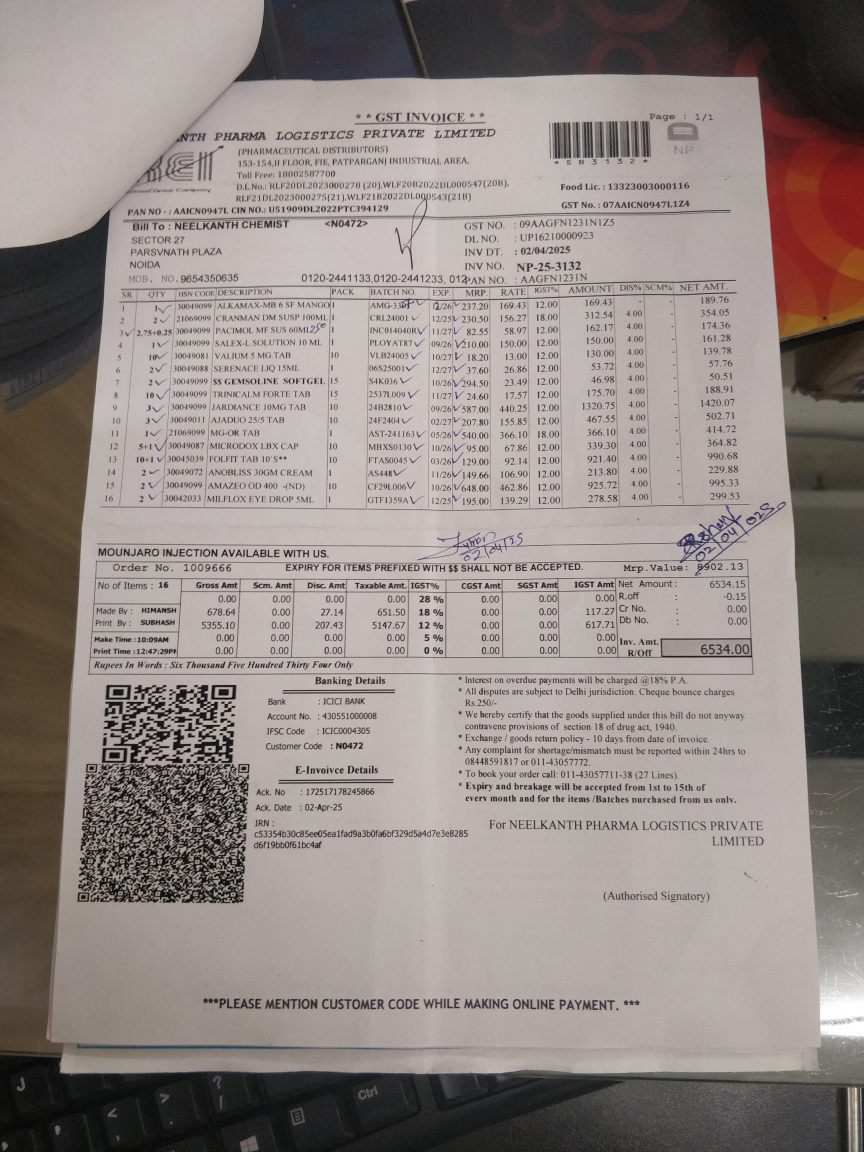 * * GST INVOICE * *
Page : 1/1
NTH PHARMA LOGISTICS PRIVATE LIMITED
(PHARMACEUTICAL DISTRIBUTORS)
153-154,II FLOOR, FIE, PATPARGANJ INDUSTRIAL AREA,
Toll Free: 18002587700
D.L.No.: RLF20DL2023000278 (20),WLF20B2022DL000547(20B),
RLF21DL2023000275(21),WLF21B2022DL000543(21B)
* S B 3 1 3 2 *
NP
Food Lic. : 13323003000116
PAN NO - : AAICN0947L CIN NO.: U51909DL2022PTC394129
GST No. : 07AAICN0947L1Z4
Bill To : NEELKANTH CHEMIST <N0472>
SECTOR 27
PARSVNATH PLAZA
NOIDA
MOB. NO.9654350635
0120-2441133,0120-2441233, 012
GST NO. : 09AAGFN1231N1Z5
DL NO. : UP16210000923
INV DT. : 02/04/2025
INV NO. NP-25-3132
PAN NO. : AAGFN1231N
SR QTY HSN CODE DESCRIPTION PACK BATCH NO. EXP. MRP. RATE IGST% AMOUNT DIS% SCM% NET AMT.
1 1 30049099 ALKAMAX-MB 6 SF MANGO 1 237.20 169.43 12.00 169.43 - - 189.76
2 2 21069099 CRANMAN DM SUSP 100ML 1 CRL24001 12/25 230.50 156.27 18.00 312.54 4.00 - 354.05
3 2.75+0.25 30049099 PACIMOL MF SUS 60ML 250 1 INC014040R 11/27 82.55 58.97 12.00 162.17 4.00 - 174.36
4 1 30049099 SALEX-L SOLUTION 10 ML 1 PLOYAT87 09/26 210.00 150.00 12.00 150.00 4.00 - 161.28
5 10 30049081 VALIUM 5 MG.TAB 10 VLB24005 10/27 18.20 13.00 12.00 130.00 4.00 - 139.78
6 2 30049088 SERENACE LIQ 15ML 1 06525001 12/27 37.60 26.86 12.00 53.72 4.00 - 57.76
7 2 30049099 $$ GEMSOLINE SOFTGEL 15 S4K036 10/26 294.50 23.49 12.00 46.98 4.00 - 50.51
8 10 30049099 TRINICALM FORTE TAB 15 2537L009 11/27 24.60 17.57 12.00 175.70 4.00 - 188.91
9 3 30049099 JARDIANCE 10MG TAB 10 24B2810 09/26 587.00 440.25 12.00 1320.75 4.00 - 1420.07
10 3 30049011 AJADUO 25/5 TAB 10 24F2404 02/27 207.80 155.85 12.00 467.55 4.00 - 502.71
11 1 21069099 MG-OR TAB 1 AST-241163 05/26 540.00 366.10 18.00 366.10 4.00 - 414.72
12 5+1 30049087 MICRODOX LBX CAP 10 MBXS0130 10/26 95.00 67.86 12.00 339.30 4.00 - 364.82
13 10+1 30045039 FOLFIT TAB 10`S** 10 FTAS0045 03/26 129.00 92.14 12.00 921.40 4.00 - 990.68
14 2 30049072 ANOBLISS 30GM CREAM 1 AS448 11/26 149.66 106.90 12.00 213.80 4.00 - 229.88
15 2 30049099 AMAZEO OD 400 -(ND) 10 CF29L006 10/26 648.00 462.86 12.00 925.72 4.00 - 995.33
16 2 30042033 MILFLOX EYE DROP 5ML 1 GTF1359A 12/25 195.00 139.29 12.00 278.58 4.00 - 299.53
02/04/25
02/04/025
MOUNJARO INJECTION AVAILABLE WITH US.
Order No. 1009666 EXPIRY FOR ITEMS PREFIXED WITH $$ SHALL NOT BE ACCEPTED. Mrp.Value: 8902.13
No of Items : 16 Gross Amt Scm. Amt Disc. Amt Taxable Amt. IGST% CGST Amt SGST Amt IGST Amt Net Amount : 6534.15
0.00 0.00 0.00 0.00 28 % 0.00 0.00 0.00 R.off : -0.15
Made By : HIMANSH 678.64 0.00 27.14 651.50 18 % 0.00 0.00 117.27 Cr No. : 0.00
Print By : SUBHASH 5355.10 0.00 207.43 5147.67 12 % 0.00 0.00 617.71 Db No. : 0.00
Make Time :10:09AM 0.00 0.00 0.00 0.00 5 % 0.00 0.00 0.00
Print Time :12:47:29PM 0.00 0.00 0.00 0.00 0 % 0.00 0.00 0.00 Inv. Amt. R/Off 6534.00
Rupees In Words : Six Thousand Five Hundred Thirty Four Only
Banking Details
Bank : ICICI BANK
Account No. : 430551000008
IFSC Code : ICIC0004305
Customer Code : N0472
E-Invoivce Details
Ack. No : 172517178245866
Ack. Date : 02-Apr-25
IRN :
c53354b30c85ee05ea1fad9a3b0fa6bf329d5a4d7e3e8285
d6f19bb0f61bc4af
* Interest on overdue payments will be charged @18% P.A.
* All disputes are subject to Delhi jurisdiction. Cheque bounce charges
Rs.250/-
* We hereby certify that the goods supplied under this bill do not anyway
contravene provisions of section 18 of drug act, 1940.
* Exchange / goods return policy - 10 days from date of invoice.
* Any complaint for shortage/mismatch must be reported within 24hrs to
08448591817 or 011-43057772.
* To book your order call: 011-43057711-38 (27 Lines).
* Expiry and breakage will be accepted from 1st to 15th of
every month and for the items /Batches purchased from us only.
For NEELKANTH PHARMA LOGISTICS PRIVATE
LIMITED
(Authorised Signatory)
***PLEASE MENTION CUSTOMER CODE WHILE MAKING ONLINE PAYMENT. ***
J
Ctrl